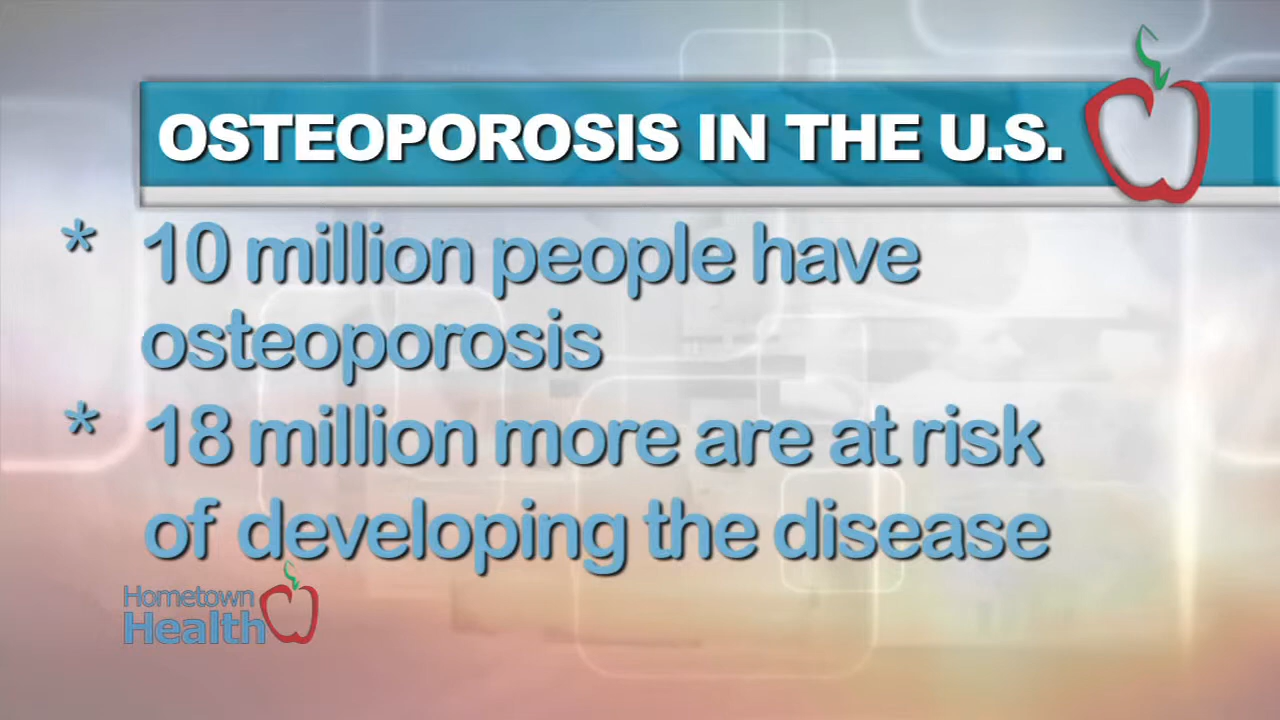 OSTEOPOROSIS IN THE U.S.
* 10 million people have
osteoporosis
* 18 million more are at risk
of developing the disease
Hometown
Health